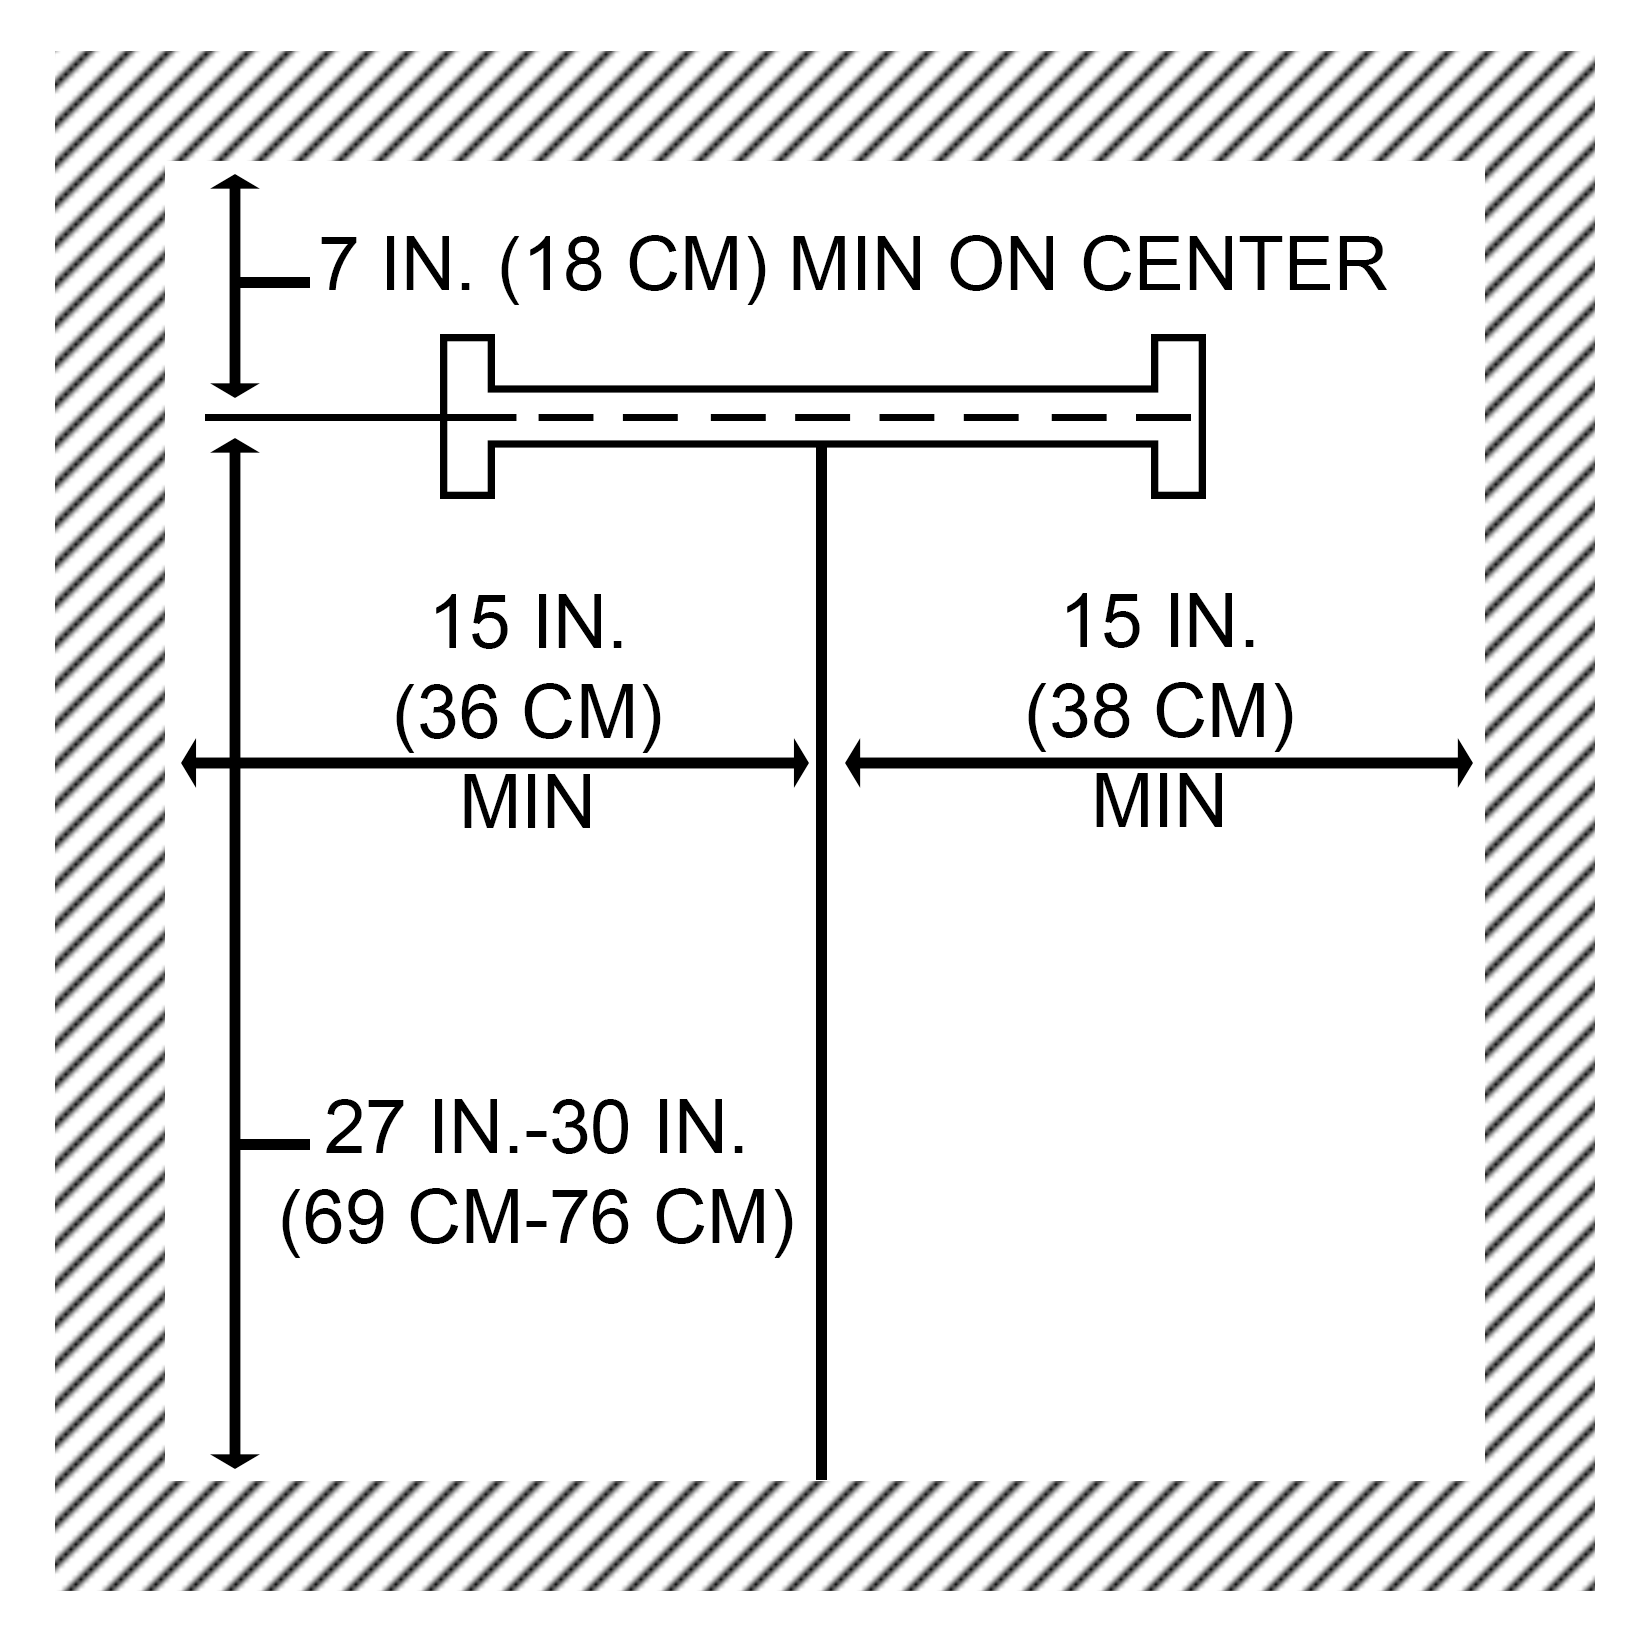 7 IN. (18 CM) MIN ON CENTER
15 IN.
(36 CM)
MIN
15 IN.
(38 CM)
MIN
27 IN.-30 IN.
(69 CM-76 CM)